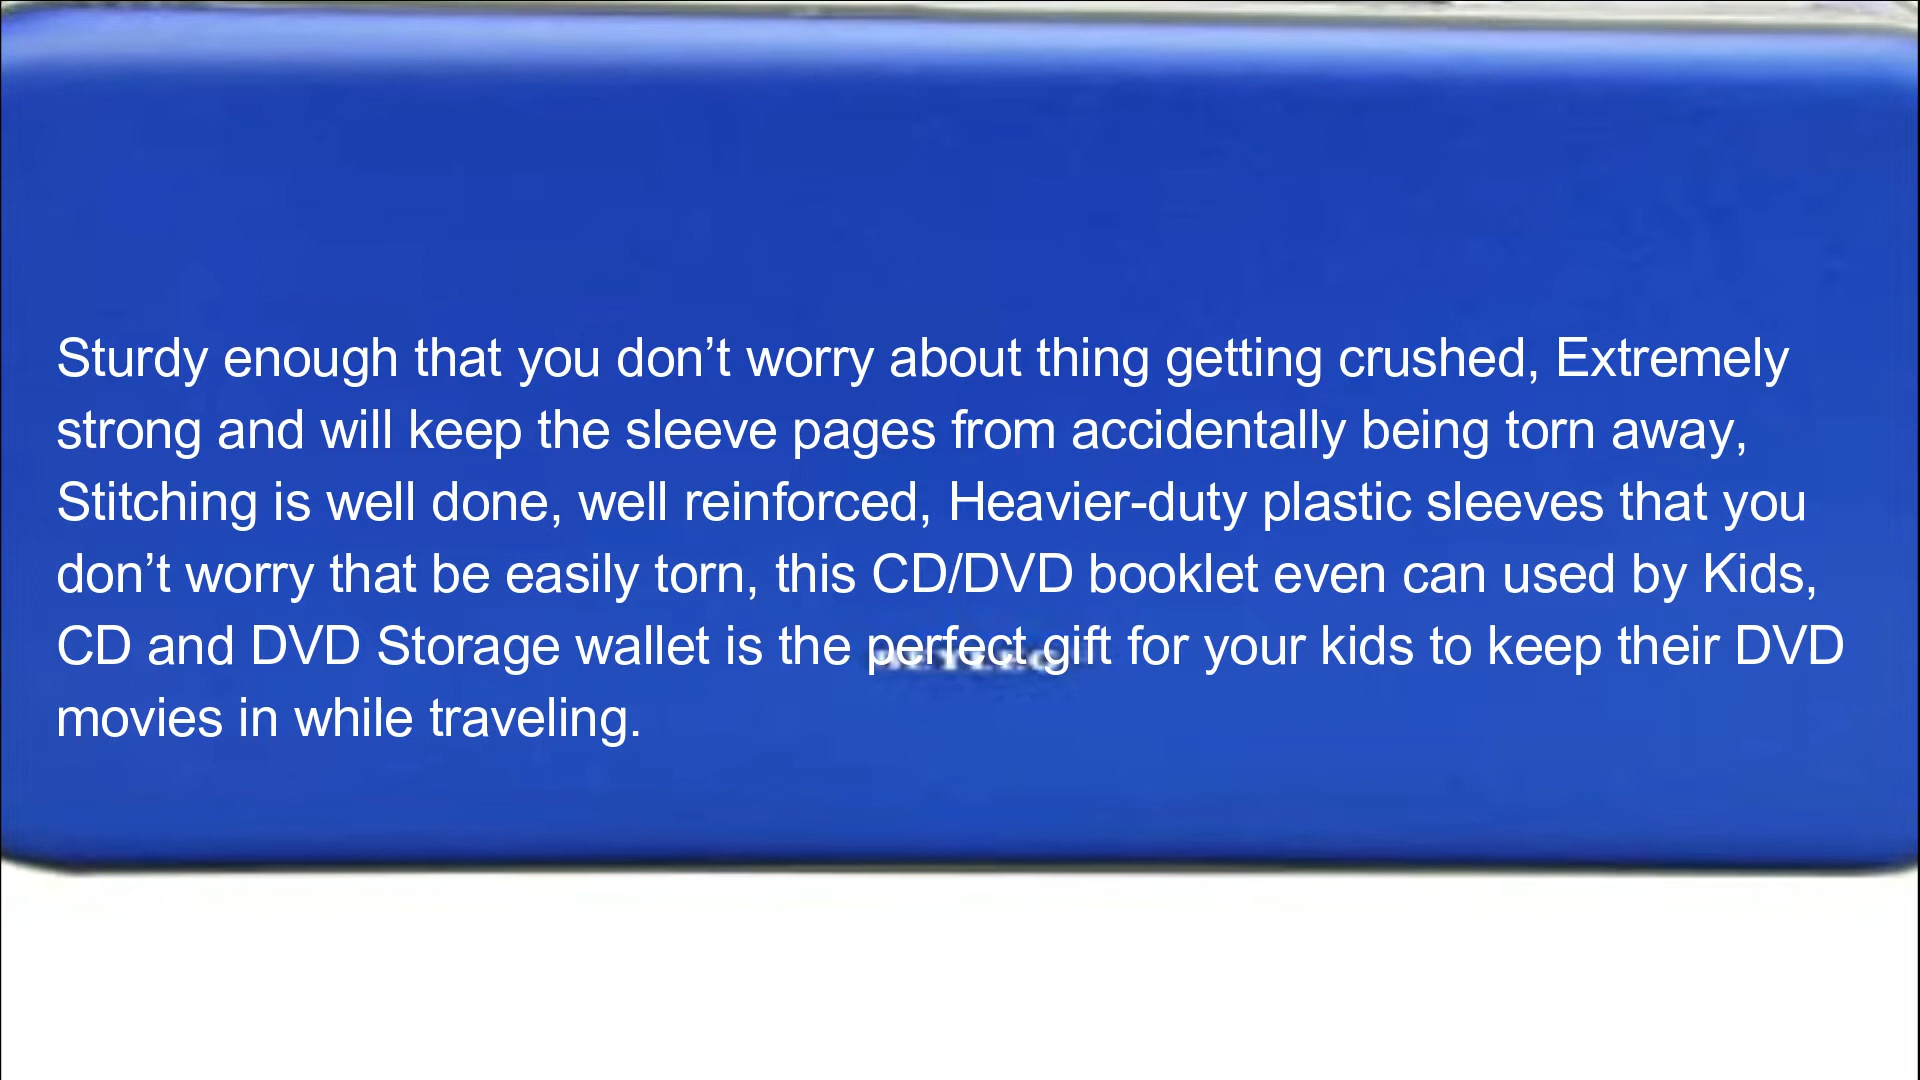 Sturdy enough that you don’t worry about thing getting crushed, Extremely
strong and will keep the sleeve pages from accidentally being torn away,
Stitching is well done, well reinforced, Heavier-duty plastic sleeves that you
don’t worry that be easily torn, this CD/DVD booklet even can used by Kids,
CD and DVD Storage wallet is the perfect gift for your kids to keep their DVD
movies in while traveling.